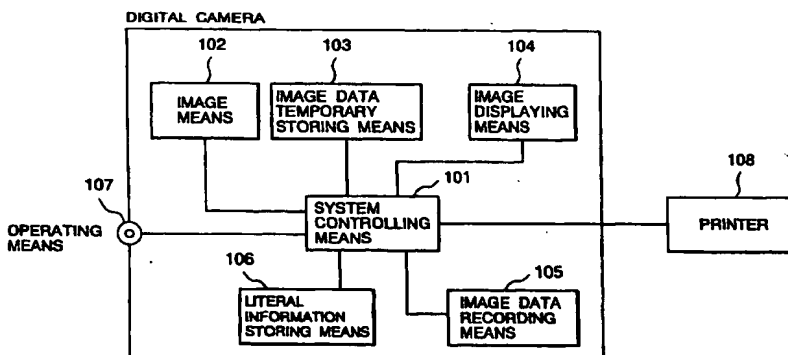 DIGITAL CAMERA
102
103
104
IMAGE
MEANS
IMAGE DATA
TEMPORARY
STORING MEANS
IMAGE
DISPLAYING
MEANS
107
101
108
OPERATING
MEANS
SYSTEM
CONTROLLING
MEANS
PRINTER
106
105
LITERAL
INFORMATION
STORING MEANS
IMAGE DATA
RECORDING
MEANS